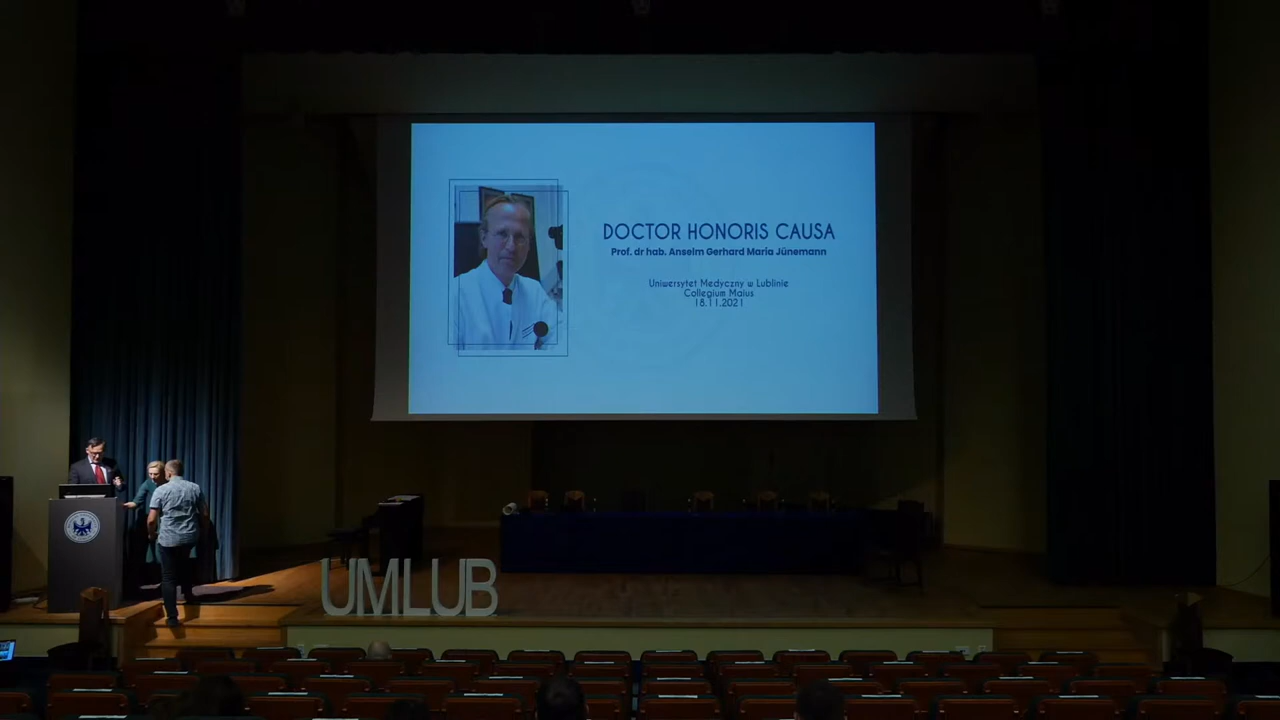 DOCTOR HONORIS CAUSA
Prof. dr hab. Anselm Gerhard Maria Jünemann
Uniwersytet Medyczny w Lublinie
Collegium Maius
18.11.2021
UMLUB